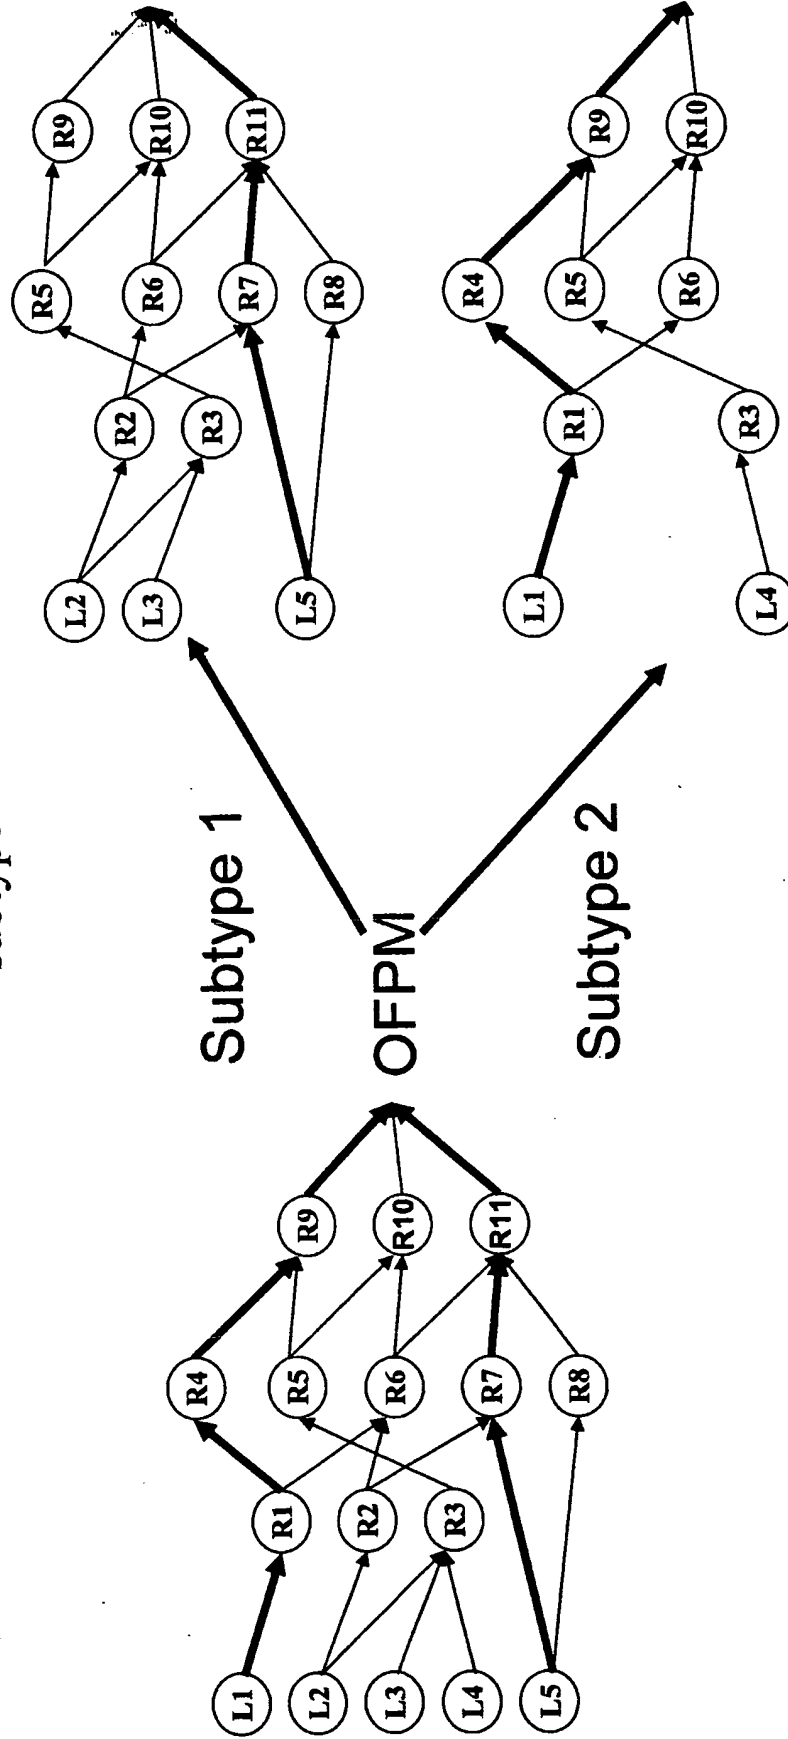 subtype
L1
L2
L3
L4
L5
R1
R2
R3
R4
R5
R6
R7
R8
R9
R10
R11
Subtype 1
OFPM
Subtype 2
L2
L3
L5
R2
R3
R5
R6
R7
R8
R9
R10
R11
L1
L4
R1
R3
R4
R5
R6
R9
R10